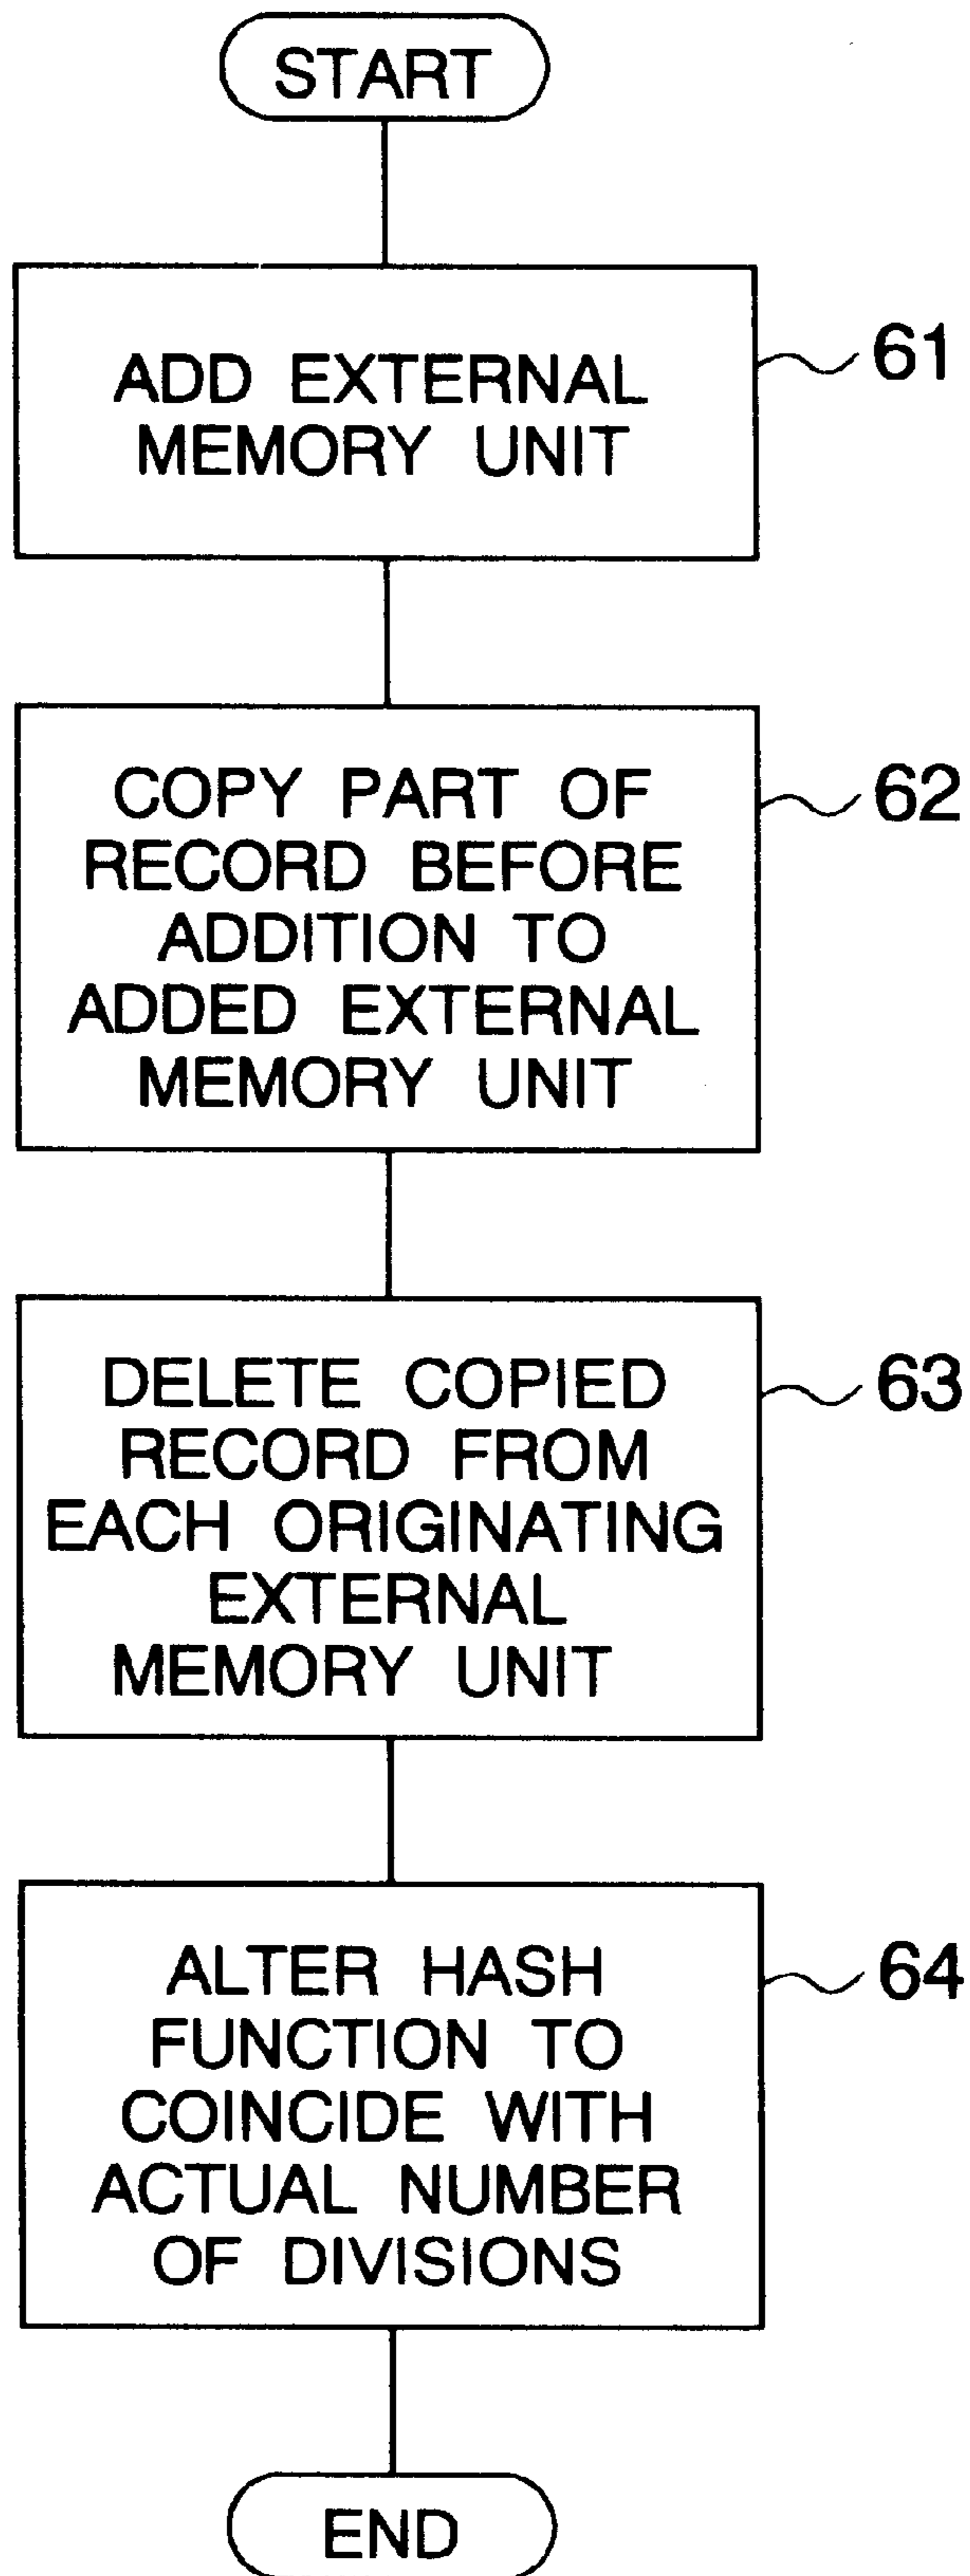 START
ADD EXTERNAL
MEMORY UNIT
61
COPY PART OF
RECORD BEFORE
ADDITION TO
ADDED EXTERNAL
MEMORY UNIT
62
DELETE COPIED
RECORD FROM
EACH ORIGINATING
EXTERNAL
MEMORY UNIT
63
ALTER HASH
FUNCTION TO
COINCIDE WITH
ACTUAL NUMBER
OF DIVISIONS
64
END